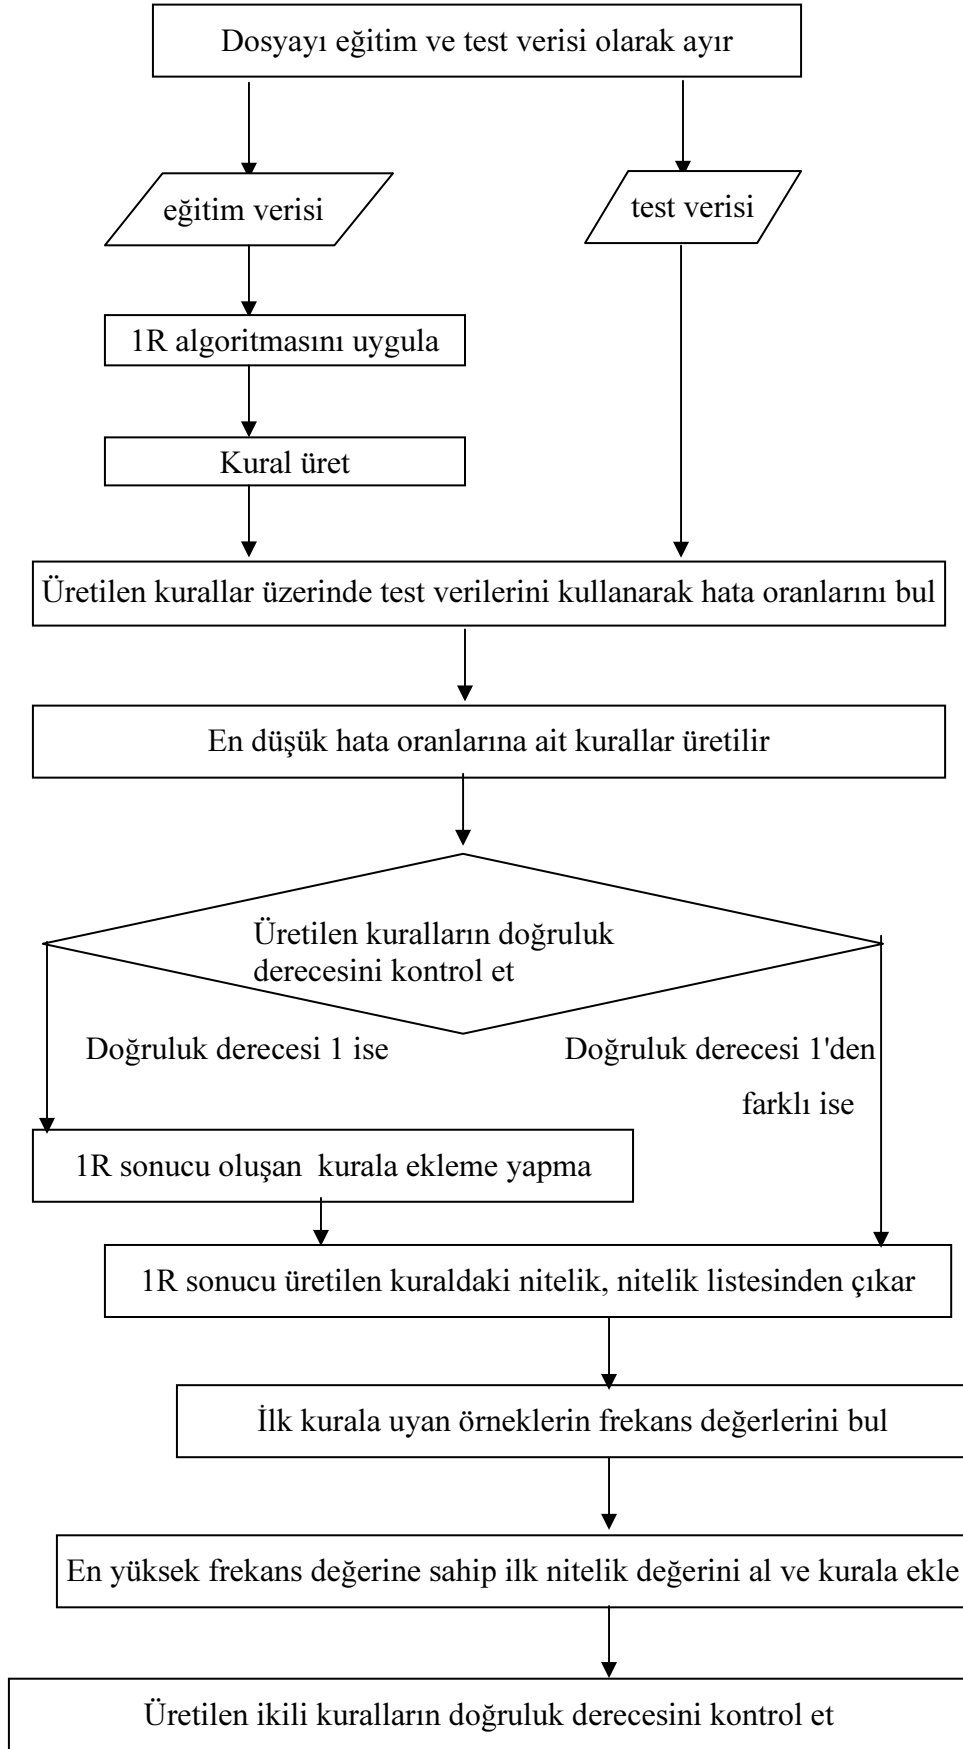 Dosyayı eğitim ve test verisi olarak ayır
eğitim verisi
test verisi
1R algoritmasını uygula
Kural üret
Üretilen kurallar üzerinde test verilerini kullanarak hata oranlarını bul
En düşük hata oranlarına ait kurallar üretilir
Üretilen kuralların doğruluk
derecesini kontrol et
Doğruluk derecesi 1 ise
Doğruluk derecesi 1'den
farklı ise
1R sonucu oluşan  kurala ekleme yapma
1R sonucu üretilen kuraldaki nitelik, nitelik listesinden çıkar
İlk kurala uyan örneklerin frekans değerlerini bul
En yüksek frekans değerine sahip ilk nitelik değerini al ve kurala ekle
Üretilen ikili kuralların doğruluk derecesini kontrol et